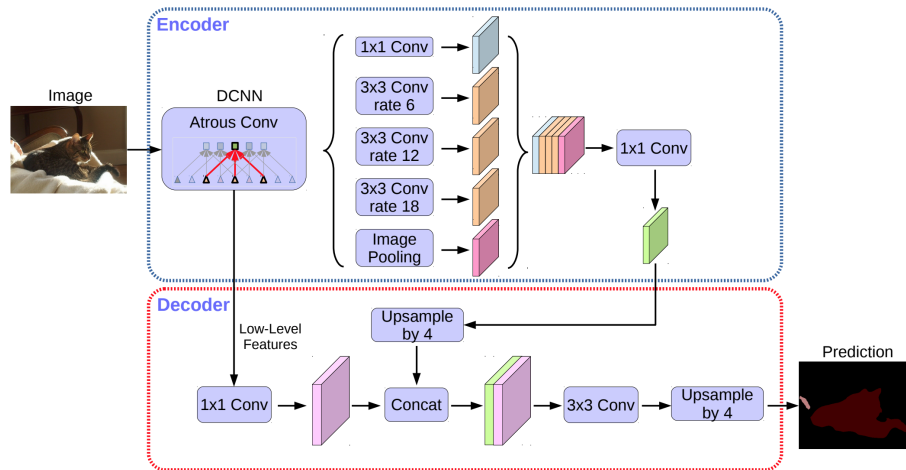 Encoder
Image
DCNN
Atrous Conv
1x1 Conv
3x3 Conv
rate 6
3x3 Conv
rate 12
3x3 Conv
rate 18
Image
Pooling
1x1 Conv
Decoder
Low-Level
Features
Upsample
by 4
1x1 Conv
Concat
3x3 Conv
Upsample
by 4
Prediction